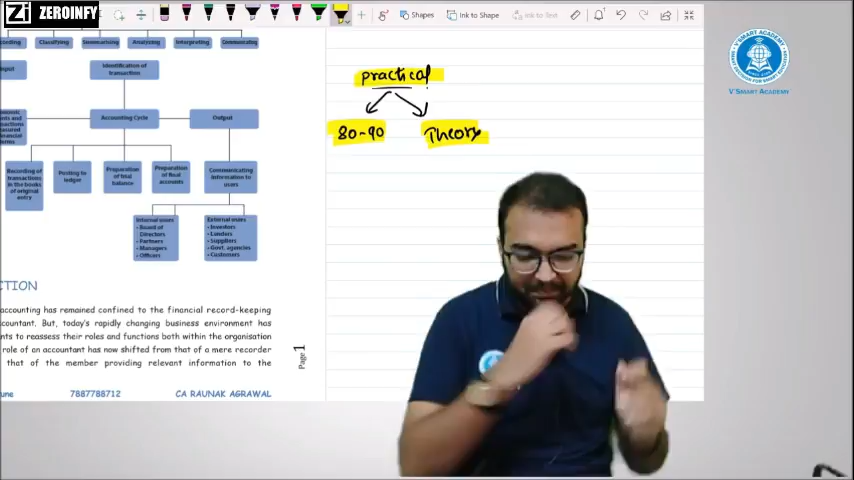 Zi ZEROINFY
Shapes
Ink to Shape
Ink to Text
Classifying
Summarising
Analyzing
Interpreting
Communicating
Identification of
transaction
Accounting Cycle
Output
Recording of
transactions
in the books
of original
entry
Posting to
ledger
Preparation
of trial
balance
Preparation
of final
accounts
Communicating
information to
users
Internal users
• Board of
Directors
• Partners
• Managers
• Officers
External users
• Investors
• Lenders
• Suppliers
• Govt. agencies
• Customers
practical
80-90
Theory
V'SMART ACADEMY
V'SMART ACADEMY
CTION
accounting has remained confined to the financial record-keeping
countant. But, today's rapidly changing business environment has
nts to reassess their roles and functions both within the organisation
role of an accountant has now shifted from that of a mere recorder
that of the member providing relevant information to the
Page 1
une 7887788712 CA RAUNAK AGRAWAL